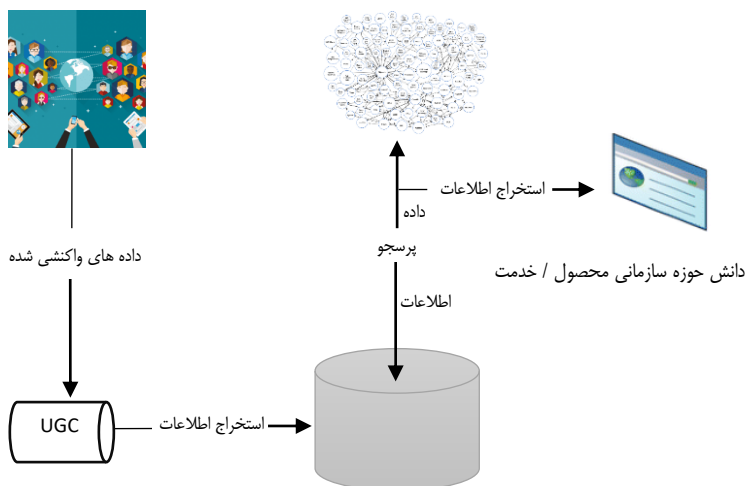 استخراج اطلاعات
داده
داده های واکنشی شده
پرسجو
دانش حوزه سازمانی محصول / خدمت
اطلاعات
UGC
استخراج اطلاعات